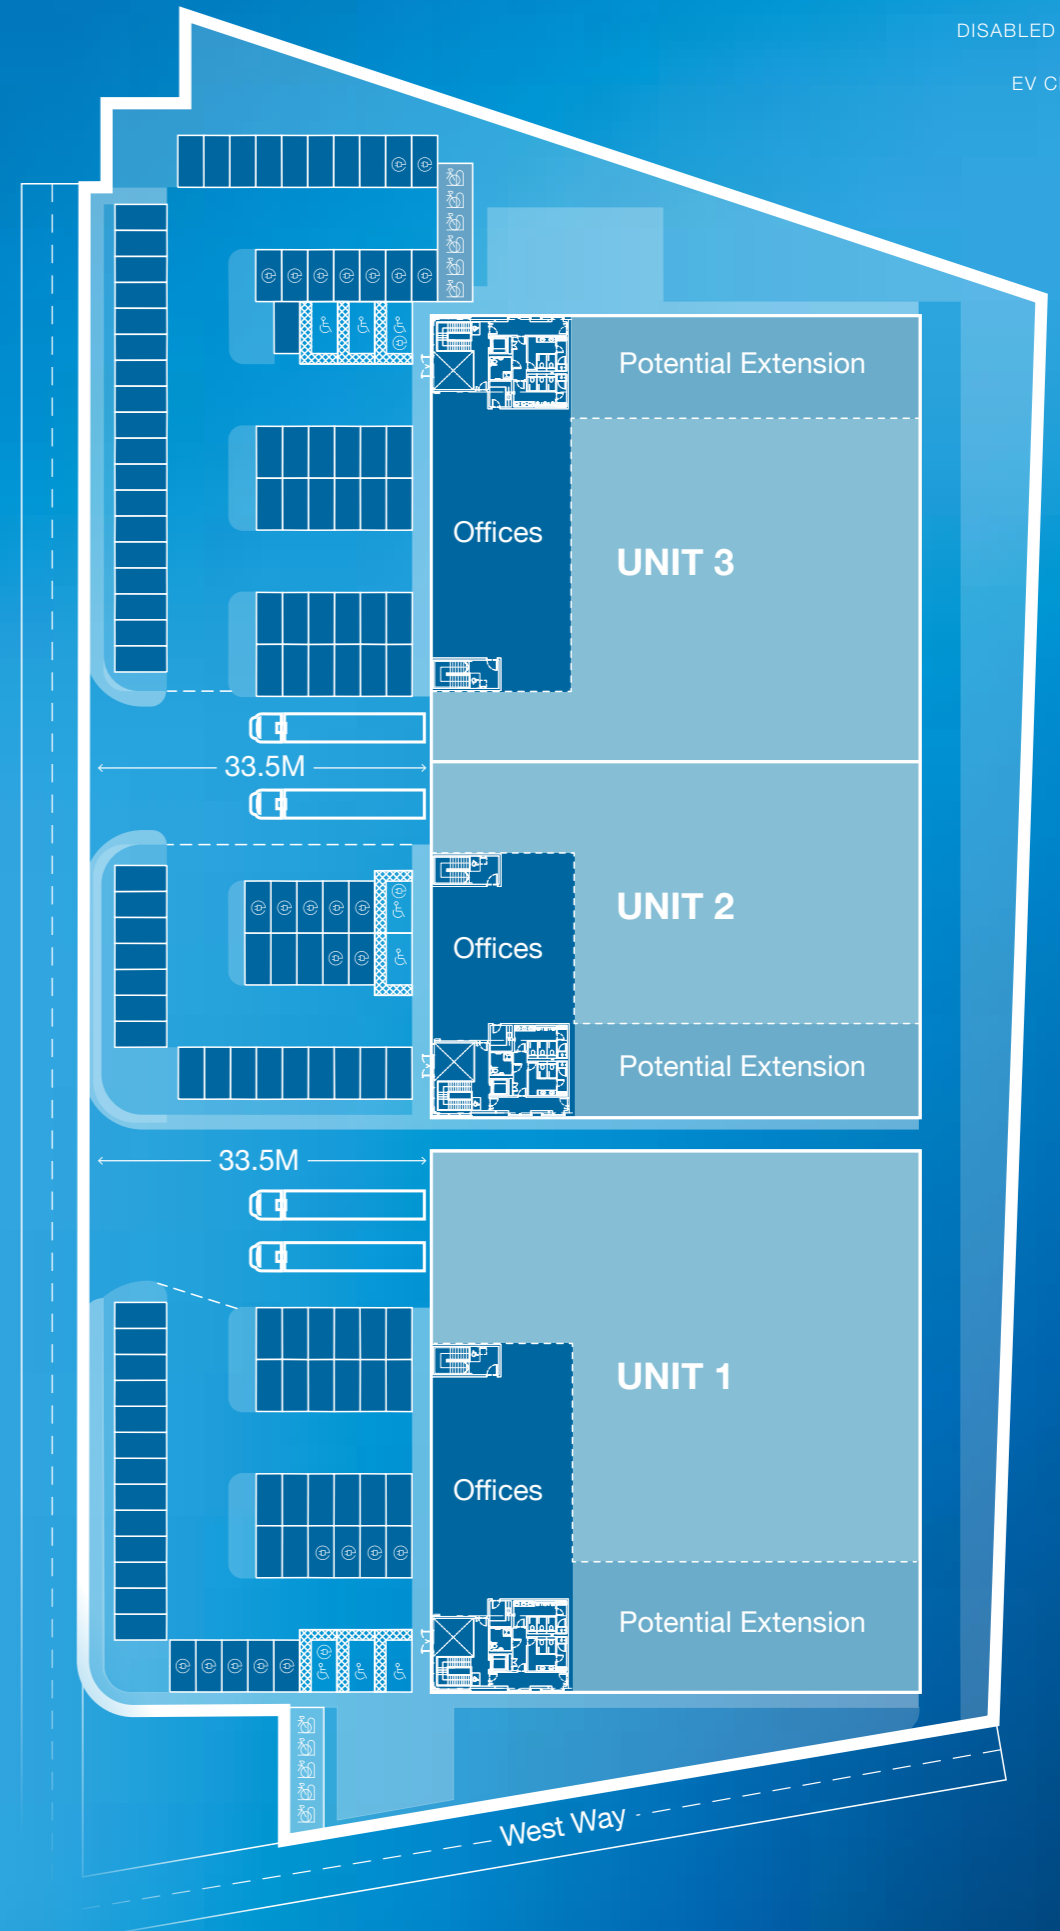 DISABLED
EV C
Potential Extension
Offices
UNIT 3
33.5M
UNIT 2
Offices
Potential Extension
33.5M
UNIT 1
Offices
Potential Extension
West Way